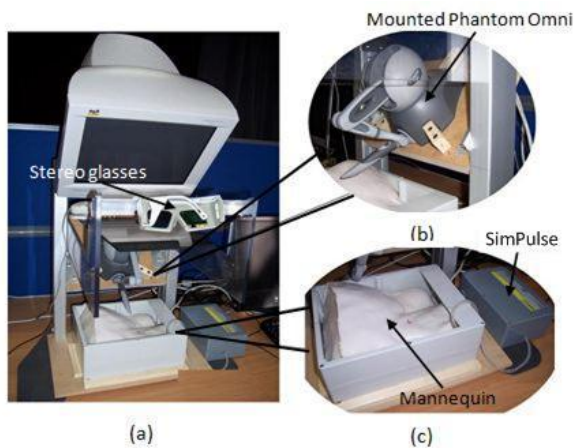 Mounted Phantom Omni
Stereo glasses
(b)
SimPulse
Mannequin
(a)
(c)